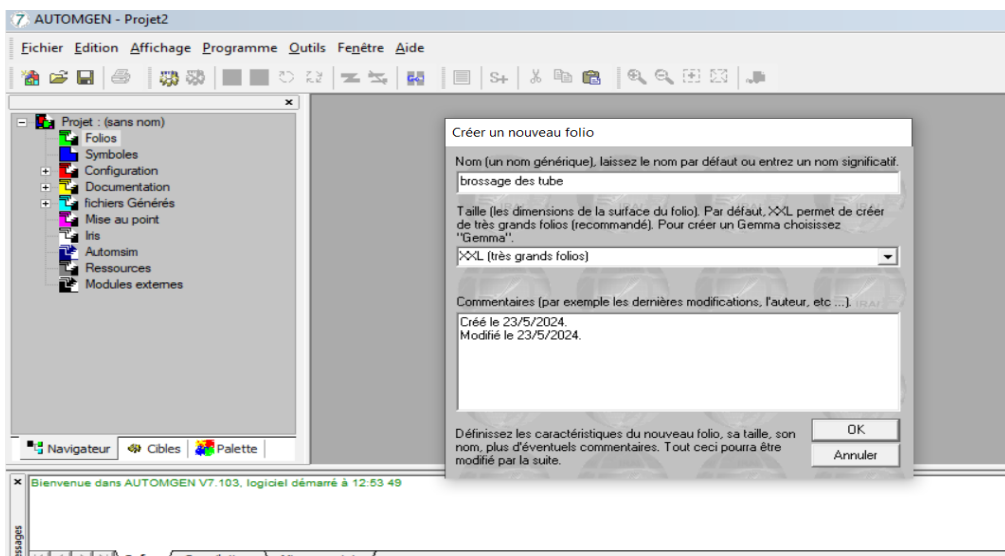 AUTOMGEN - Projet2
Fichier Edition Affichage Programme Outils Fenêtre Aide
Projet : (sans nom)
Folios
Symboles
Configuration
Documentation
fichiers Générés
Mise au point
Iris
Automsim
Ressources
Modules externes
Navigateur Cibles Palette
Créer un nouveau folio
Nom (un nom générique), laissez le nom par défaut ou entrez un nom significatif.
brossage des tube
Taille (les dimensions de la surface du folio). Par défaut, XXL permet de créer
de très grands folios (recommandé). Pour créer un Gemma choisissez
"Gemma".
XXL (très grands folios)
Commentaires (par exemple les dernières modifications, l'auteur, etc ...).
Créé le 23/5/2024.
Modifié le 23/5/2024.
Définissez les caractéristiques du nouveau folio, sa taille, son
nom, plus d'éventuels commentaires. Tout ceci pourra être
modifié par la suite.
OK
Annuler
Bienvenue dans AUTOMGEN V7.103, logiciel démarré à 12:53 49